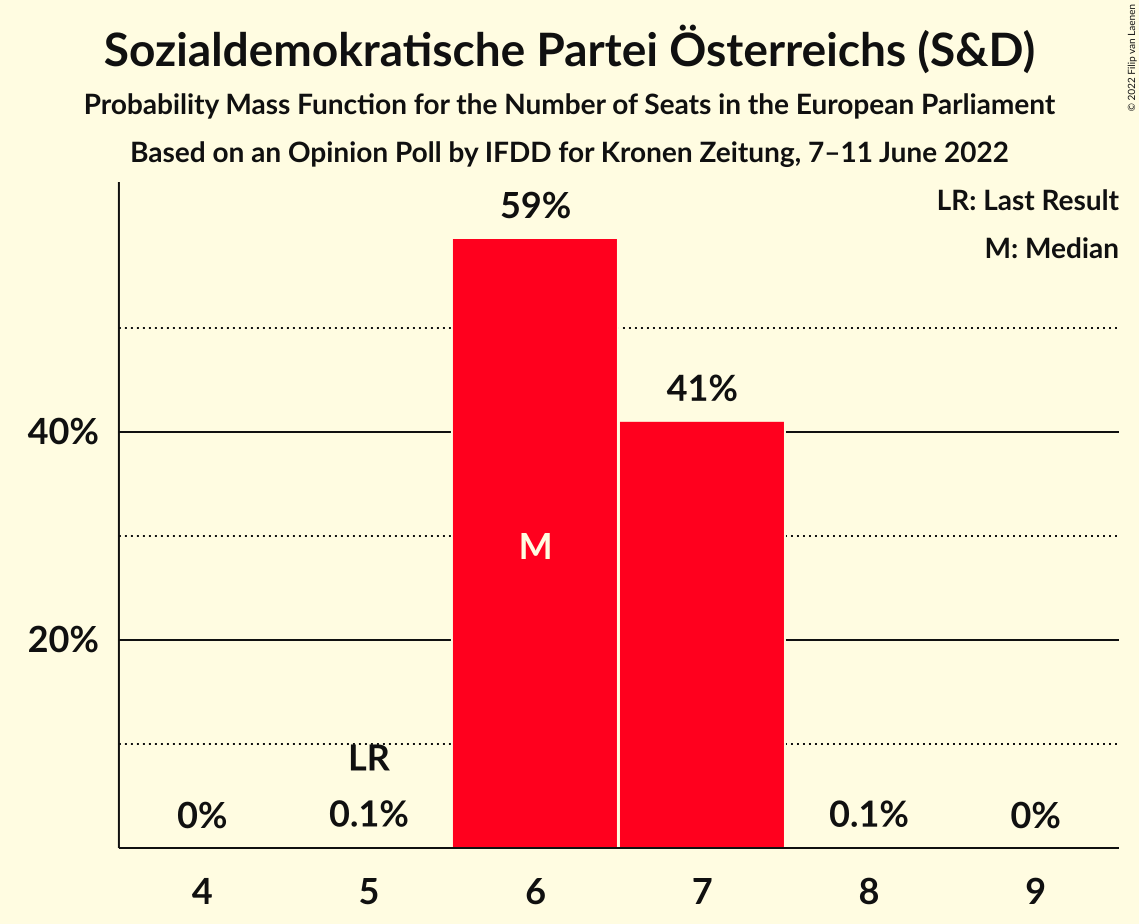 Sozialdemokratische Partei Österreichs (S&D)
Probability Mass Function for the Number of Seats in the European Parliament
Based on an Opinion Poll by IFDD for Kronen Zeitung, 7–11 June 2022
© 2022 Filip van Laenen
LR: Last Result
M: Median
59%
41%
40%
M
20%
LR
0%
0.1%
0.1%
0%
4
5
6
7
8
9